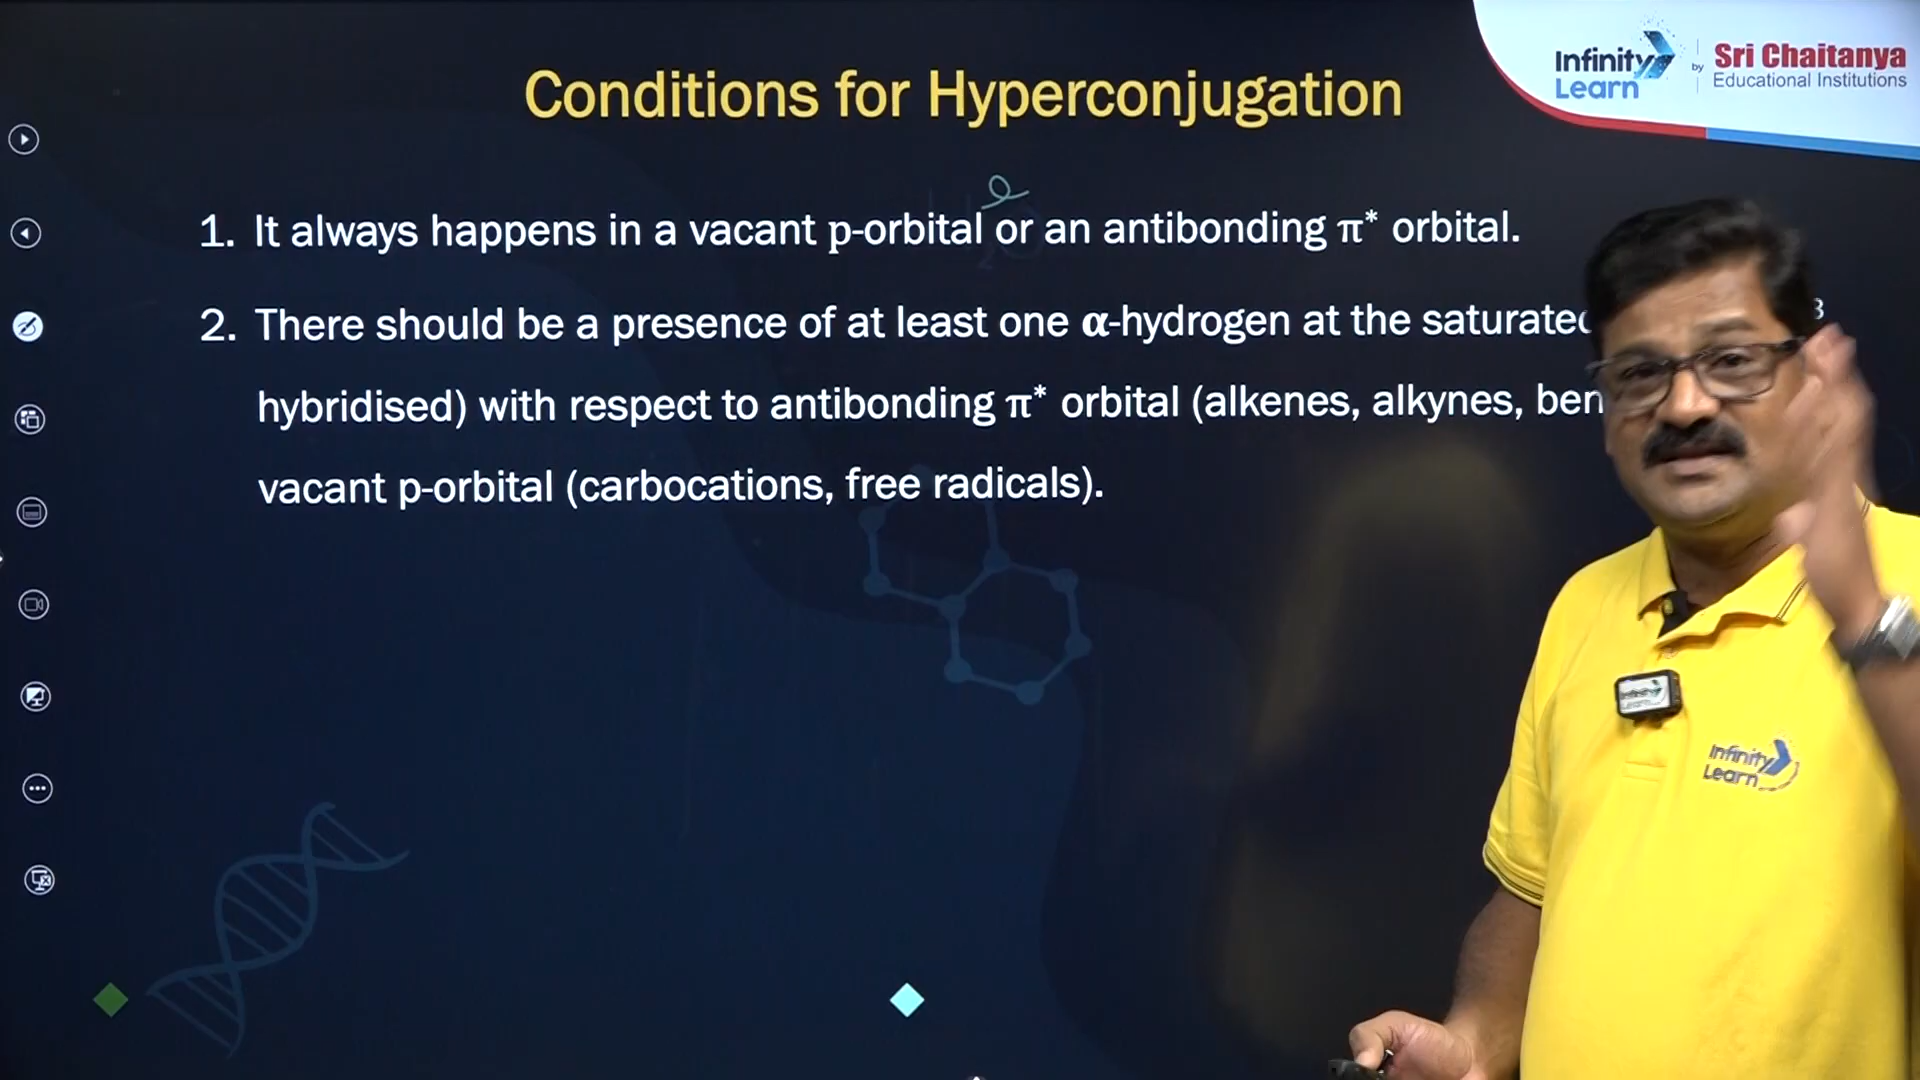 Infinity
Learn
by
Sri Chaitanya
Educational Institutions
Conditions for Hyperconjugation
1. It always happens in a vacant p-orbital or an antibonding π* orbital.
2. There should be a presence of at least one α-hydrogen at the saturated
3
hybridised) with respect to antibonding π* orbital (alkenes, alkynes,
vacant p-orbital (carbocations, free radicals).
Infinity
Learn